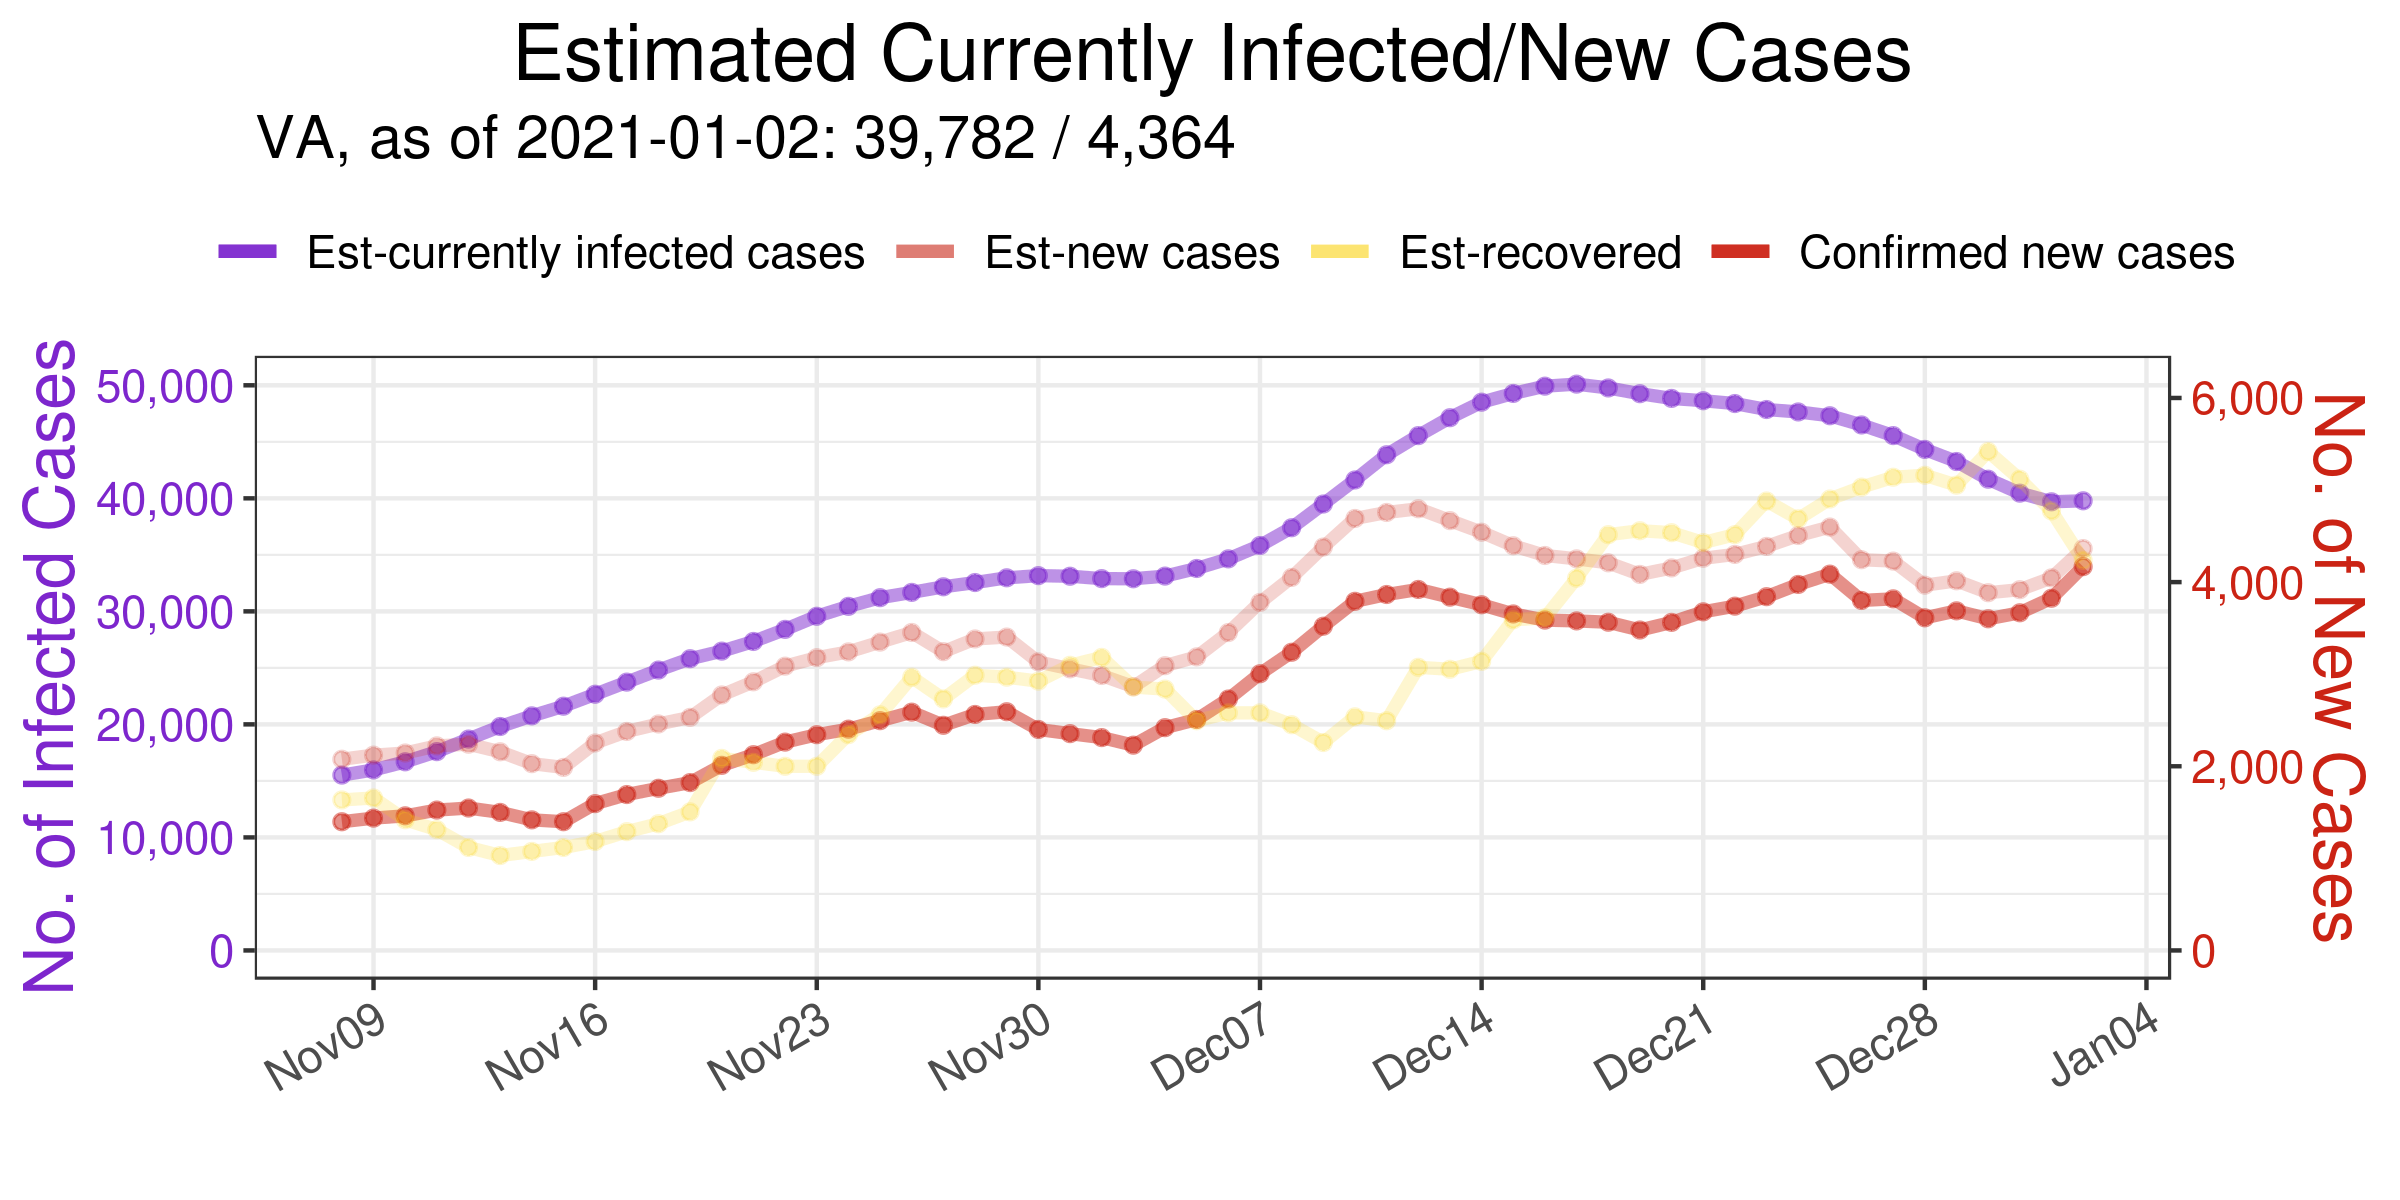 Estimated Currently Infected/New Cases
VA, as of 2021-01-02: 39,782 / 4,364
Est-currently infected cases Est-new cases Est-recovered Confirmed new cases
No. of Infected Cases
50,000
40,000
30,000
20,000
10,000
0
6,000
4,000
2,000
0
No. of New Cases
Nov09 Nov16 Nov23 Nov30 Dec07 Dec14 Dec21 Dec28 Jan04